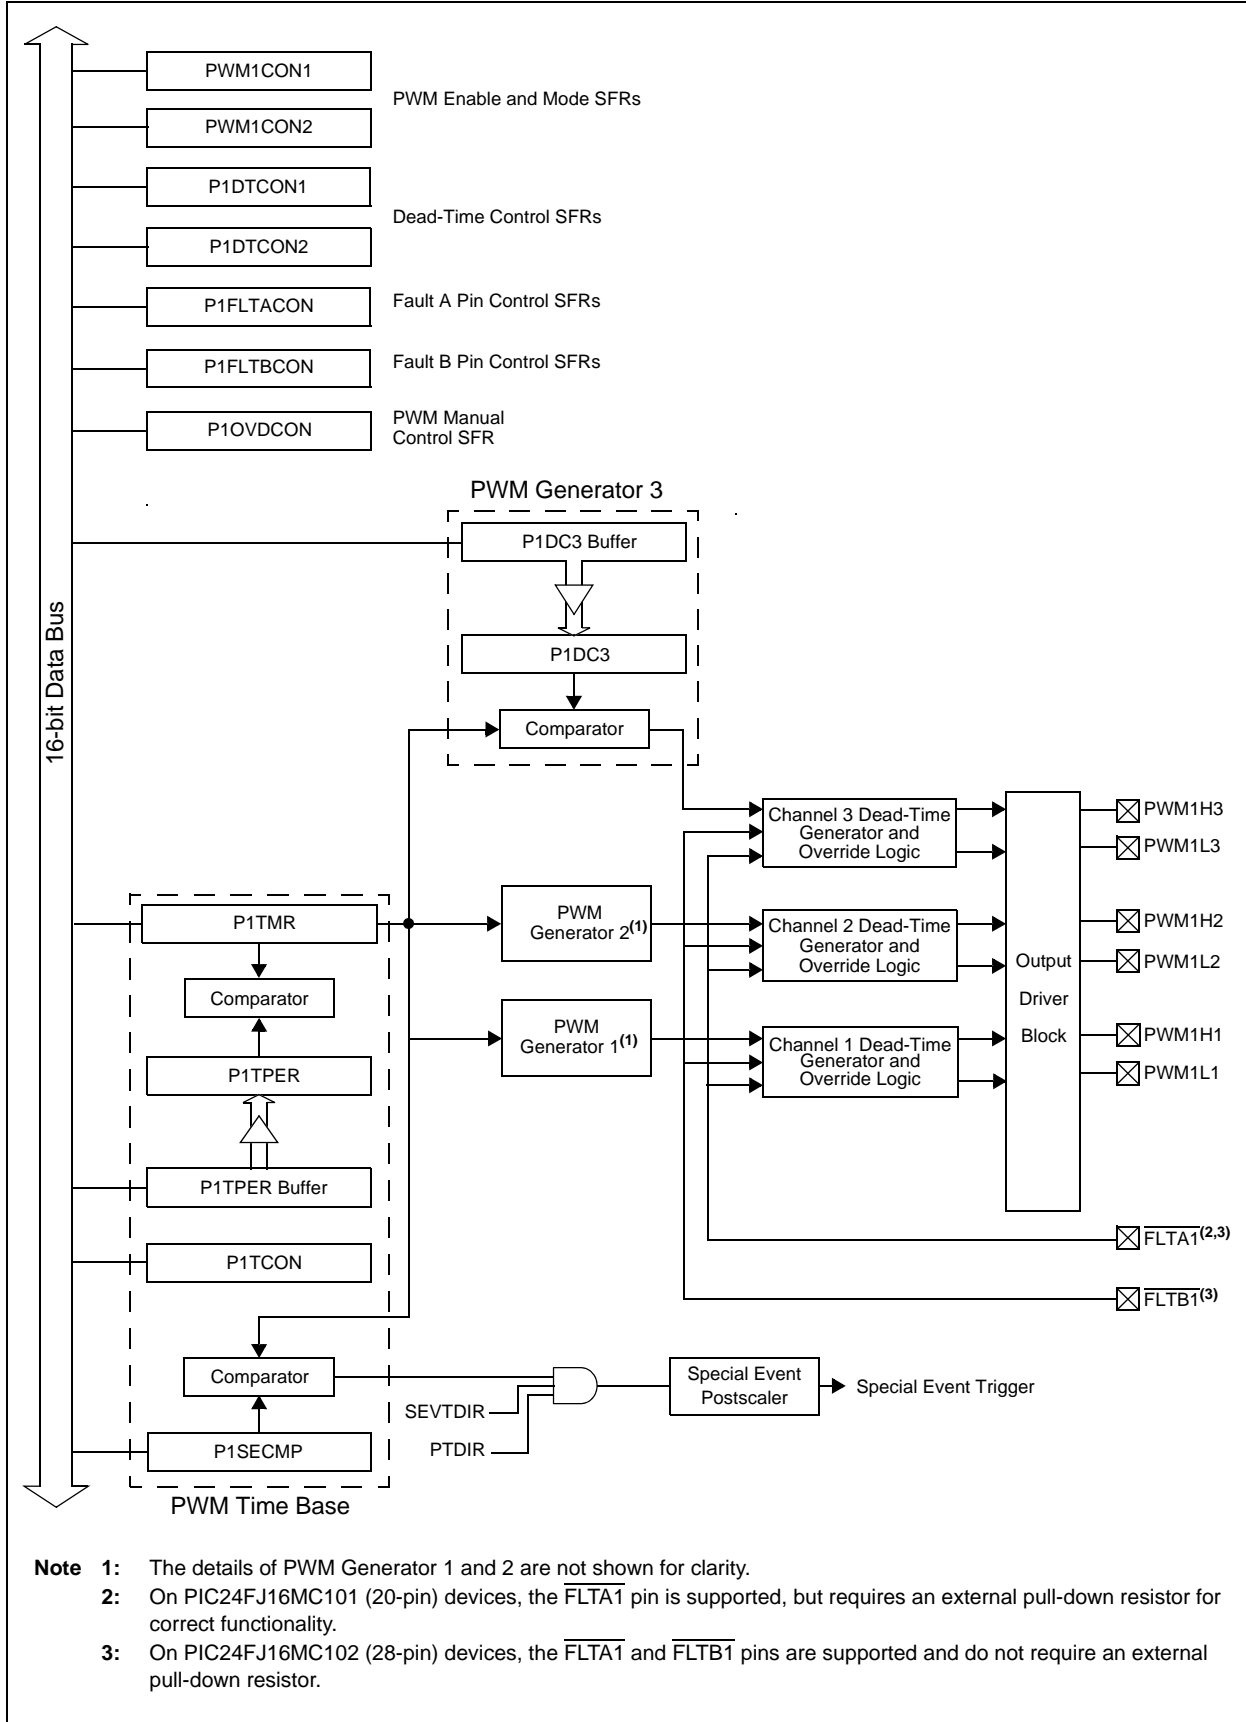 PWM1CON1
PWM Enable and Mode SFRs
PWM1CON2
P1DTCON1
Dead-Time Control SFRs
P1DTCON2
P1FLTACON
Fault A Pin Control SFRs
P1FLTBCON
Fault B Pin Control SFRs
P1OVDCON
PWM Manual
Control SFR
16-bit Data Bus
PWM Generator 3
P1DC3 Buffer
P1DC3
Comparator
Channel 3 Dead-Time
Generator and
Override Logic
PWM1H3
PWM1L3
P1TMR
Comparator
P1TPER
P1TPER Buffer
P1TCON
Comparator
P1SECMP
PWM Time Base
PWM
Generator 2(1)
Channel 2 Dead-Time
Generator and
Override Logic
PWM1H2
PWM1L2
PWM
Generator 1(1)
Channel 1 Dead-Time
Generator and
Override Logic
PWM1H1
PWM1L1
Output
Driver
Block
FLTA1(2,3)
FLTB1(3)
SEVTDIR
PTDIR
Special Event
Postscaler
Special Event Trigger
Note 1: The details of PWM Generator 1 and 2 are not shown for clarity.
2: On PIC24FJ16MC101 (20-pin) devices, the FLTA1 pin is supported, but requires an external pull-down resistor for
correct functionality.
3: On PIC24FJ16MC102 (28-pin) devices, the FLTA1 and FLTB1 pins are supported and do not require an external
pull-down resistor.